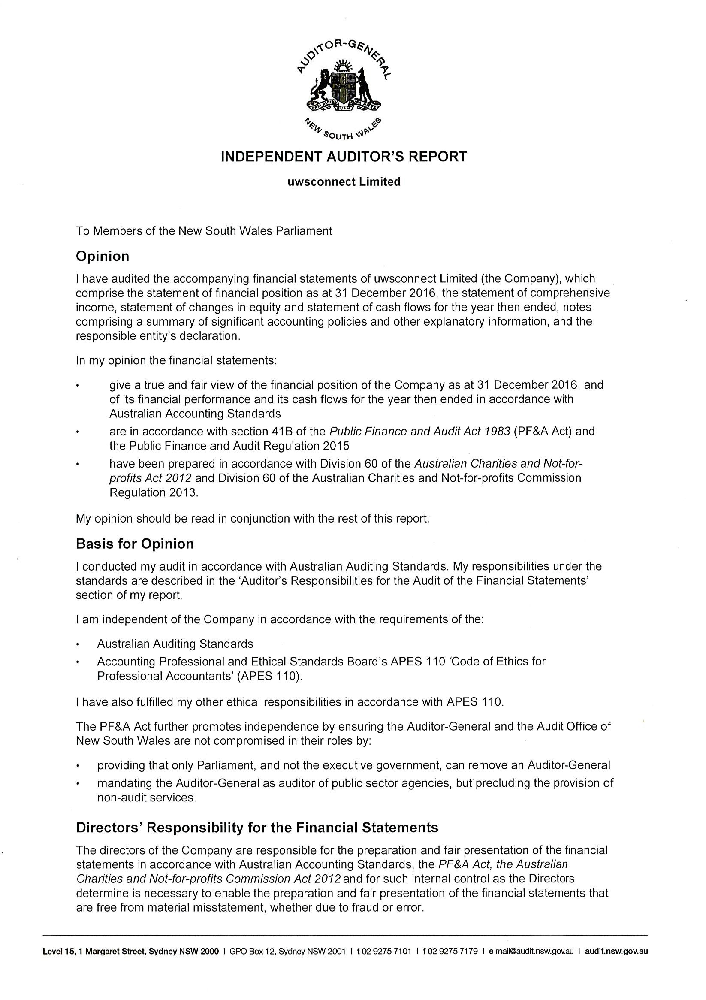 AUDITOR-GENERAL
ORTA RECENS QUAM PURA NITES
NEW SOUTH WALES
INDEPENDENT AUDITOR'S REPORT
uwsconnect Limited
To Members of the New South Wales Parliament
Opinion
I have audited the accompanying financial statements of uwsconnect Limited (the Company), which
comprise the statement of financial position as at 31 December 2016, the statement of comprehensive
income, statement of changes in equity and statement of cash flows for the year then ended, notes
comprising a summary of significant accounting policies and other explanatory information, and the
responsible entity's declaration.
In my opinion the financial statements:
• give a true and fair view of the financial position of the Company as at 31 December 2016, and
of its financial performance and its cash flows for the year then ended in accordance with
Australian Accounting Standards
• are in accordance with section 41B of the Public Finance and Audit Act 1983 (PF&A Act) and
the Public Finance and Audit Regulation 2015
• have been prepared in accordance with Division 60 of the Australian Charities and Not-for-
profits Act 2012 and Division 60 of the Australian Charities and Not-for-profits Commission
Regulation 2013.
My opinion should be read in conjunction with the rest of this report.
Basis for Opinion
I conducted my audit in accordance with Australian Auditing Standards. My responsibilities under the
standards are described in the 'Auditor's Responsibilities for the Audit of the Financial Statements'
section of my report.
I am independent of the Company in accordance with the requirements of the:
• Australian Auditing Standards
• Accounting Professional and Ethical Standards Board's APES 110 'Code of Ethics for
Professional Accountants' (APES 110).
I have also fulfilled my other ethical responsibilities in accordance with APES 110.
The PF&A Act further promotes independence by ensuring the Auditor-General and the Audit Office of
New South Wales are not compromised in their roles by:
• providing that only Parliament, and not the executive government, can remove an Auditor-General
• mandating the Auditor-General as auditor of public sector agencies, but precluding the provision of
non-audit services.
Directors' Responsibility for the Financial Statements
The directors of the Company are responsible for the preparation and fair presentation of the financial
statements in accordance with Australian Accounting Standards, the PF&A Act, the Australian
Charities and Not-for-profits Commission Act 2012 and for such internal control as the Directors
determine is necessary to enable the preparation and fair presentation of the financial statements that
are free from material misstatement, whether due to fraud or error.
Level 15, 1 Margaret Street, Sydney NSW 2000 | GPO Box 12, Sydney NSW 2001 | t 02 9275 7101 | f 02 9275 7179 | e mail@audit.nsw.gov.au | audit.nsw.gov.au